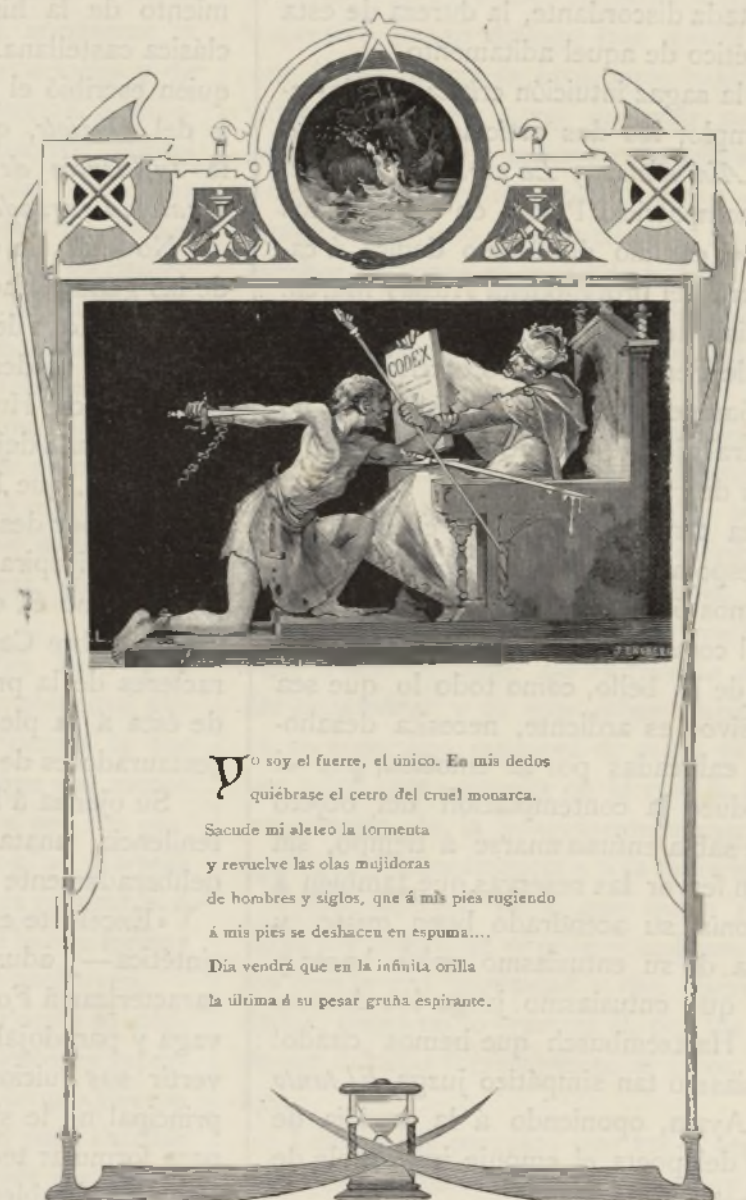 CODEX
Yo soy el fuerte, el único. En mis dedos
quiébrase el cetro del cruel monarca.
Sacude mi aleteo la tormenta
y revuelve las olas mujidoras
de hombres y siglos, que á mis pies rugiendo
á mis pies se deshacen en espuma....
Día vendrá que en la infinita orilla
la última á su pesar gruña espirante.